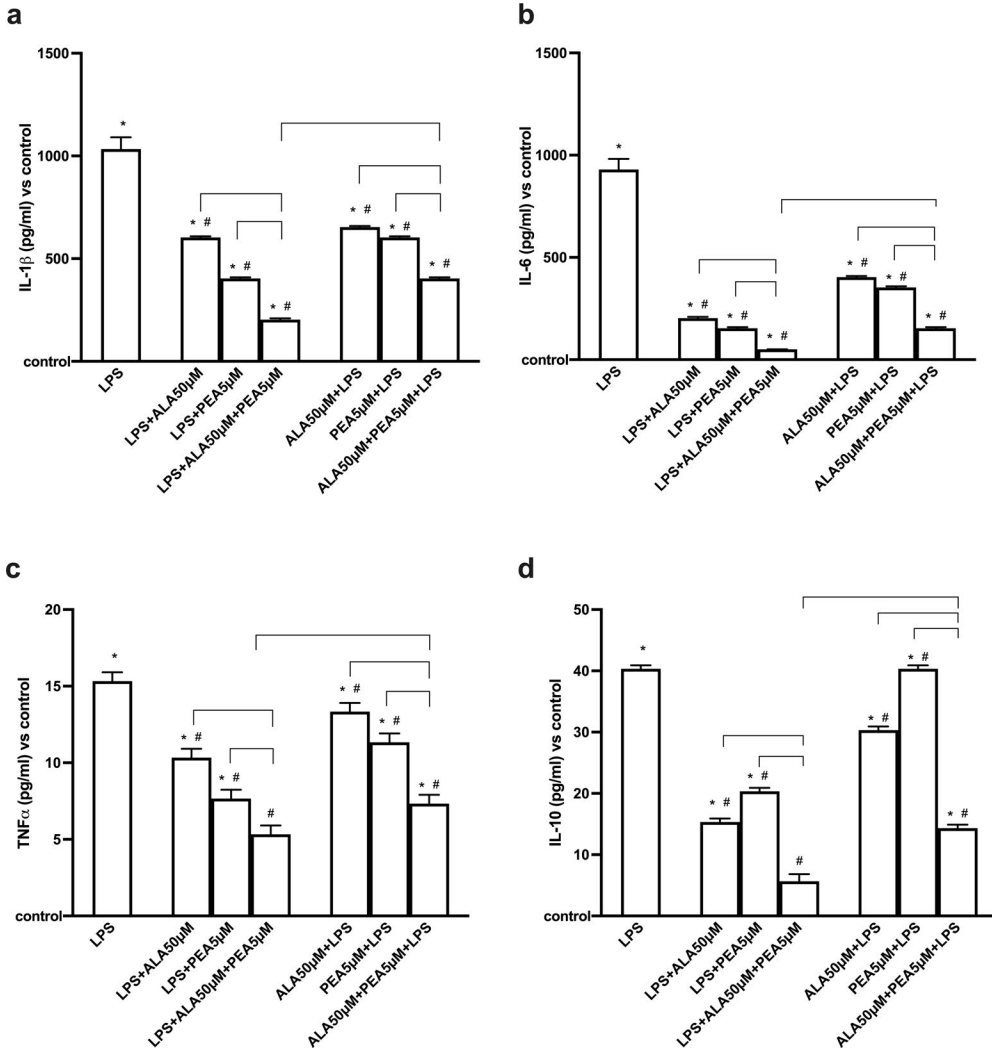 a
IL-1β (pg/ml) vs control
1500
1000
500
control
*
* #
* #
* #
* #
* #
* #
LPS
LPS+ALA50μM
LPS+PEA5μM
LPS+ALA50μM+PEA5μM
ALA50μM+LPS
PEA5μM+LPS
ALA50μM+PEA5μM+LPS
b
IL-6 (pg/ml) vs control
1500
1000
500
control
*
* #
* #
* #
* #
* #
* #
LPS
LPS+ALA50μM
LPS+PEA5μM
LPS+ALA50μM+PEA5μM
ALA50μM+LPS
PEA5μM+LPS
ALA50μM+PEA5μM+LPS
c
TNFα (pg/ml) vs control
20
15
10
5
control
*
* #
* #
#
* #
* #
* #
LPS
LPS+ALA50μM
LPS+PEA5μM
LPS+ALA50μM+PEA5μM
ALA50μM+LPS
PEA5μM+LPS
ALA50μM+PEA5μM+LPS
d
IL-10 (pg/ml) vs control
50
40
30
20
10
control
*
* #
* #
#
* #
* #
* #
LPS
LPS+ALA50μM
LPS+PEA5μM
LPS+ALA50μM+PEA5μM
ALA50μM+LPS
PEA5μM+LPS
ALA50μM+PEA5μM+LPS